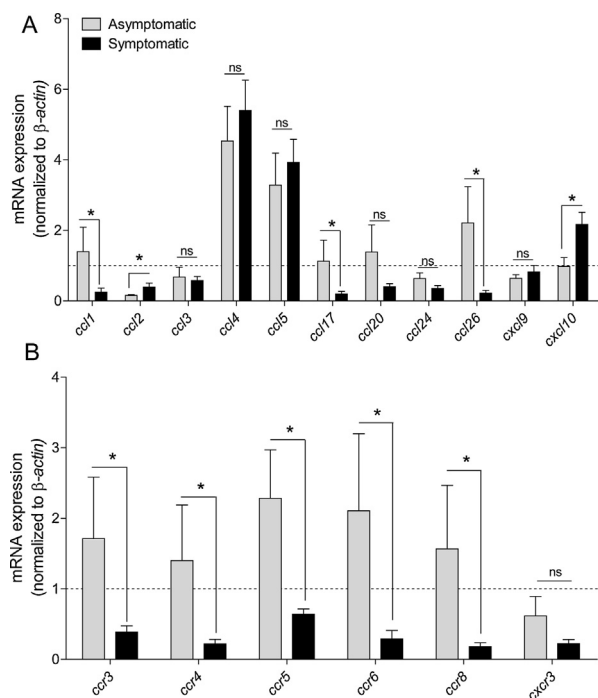 A
Asymptomatic
Symptomatic
mRNA expression
(normalized to β-actin)
8
6
4
2
0
*
*
ns
ns
ns
*
ns
ns
*
ns
*
ccl1
ccl2
ccl3
ccl4
ccl5
ccl17
ccl20
ccl24
ccl26
cxcl9
cxcl10
B
mRNA expression
(normalized to β-actin)
4
3
2
1
0
*
*
*
*
*
ns
ccr3
ccr4
ccr5
ccr6
ccr8
cxcr3